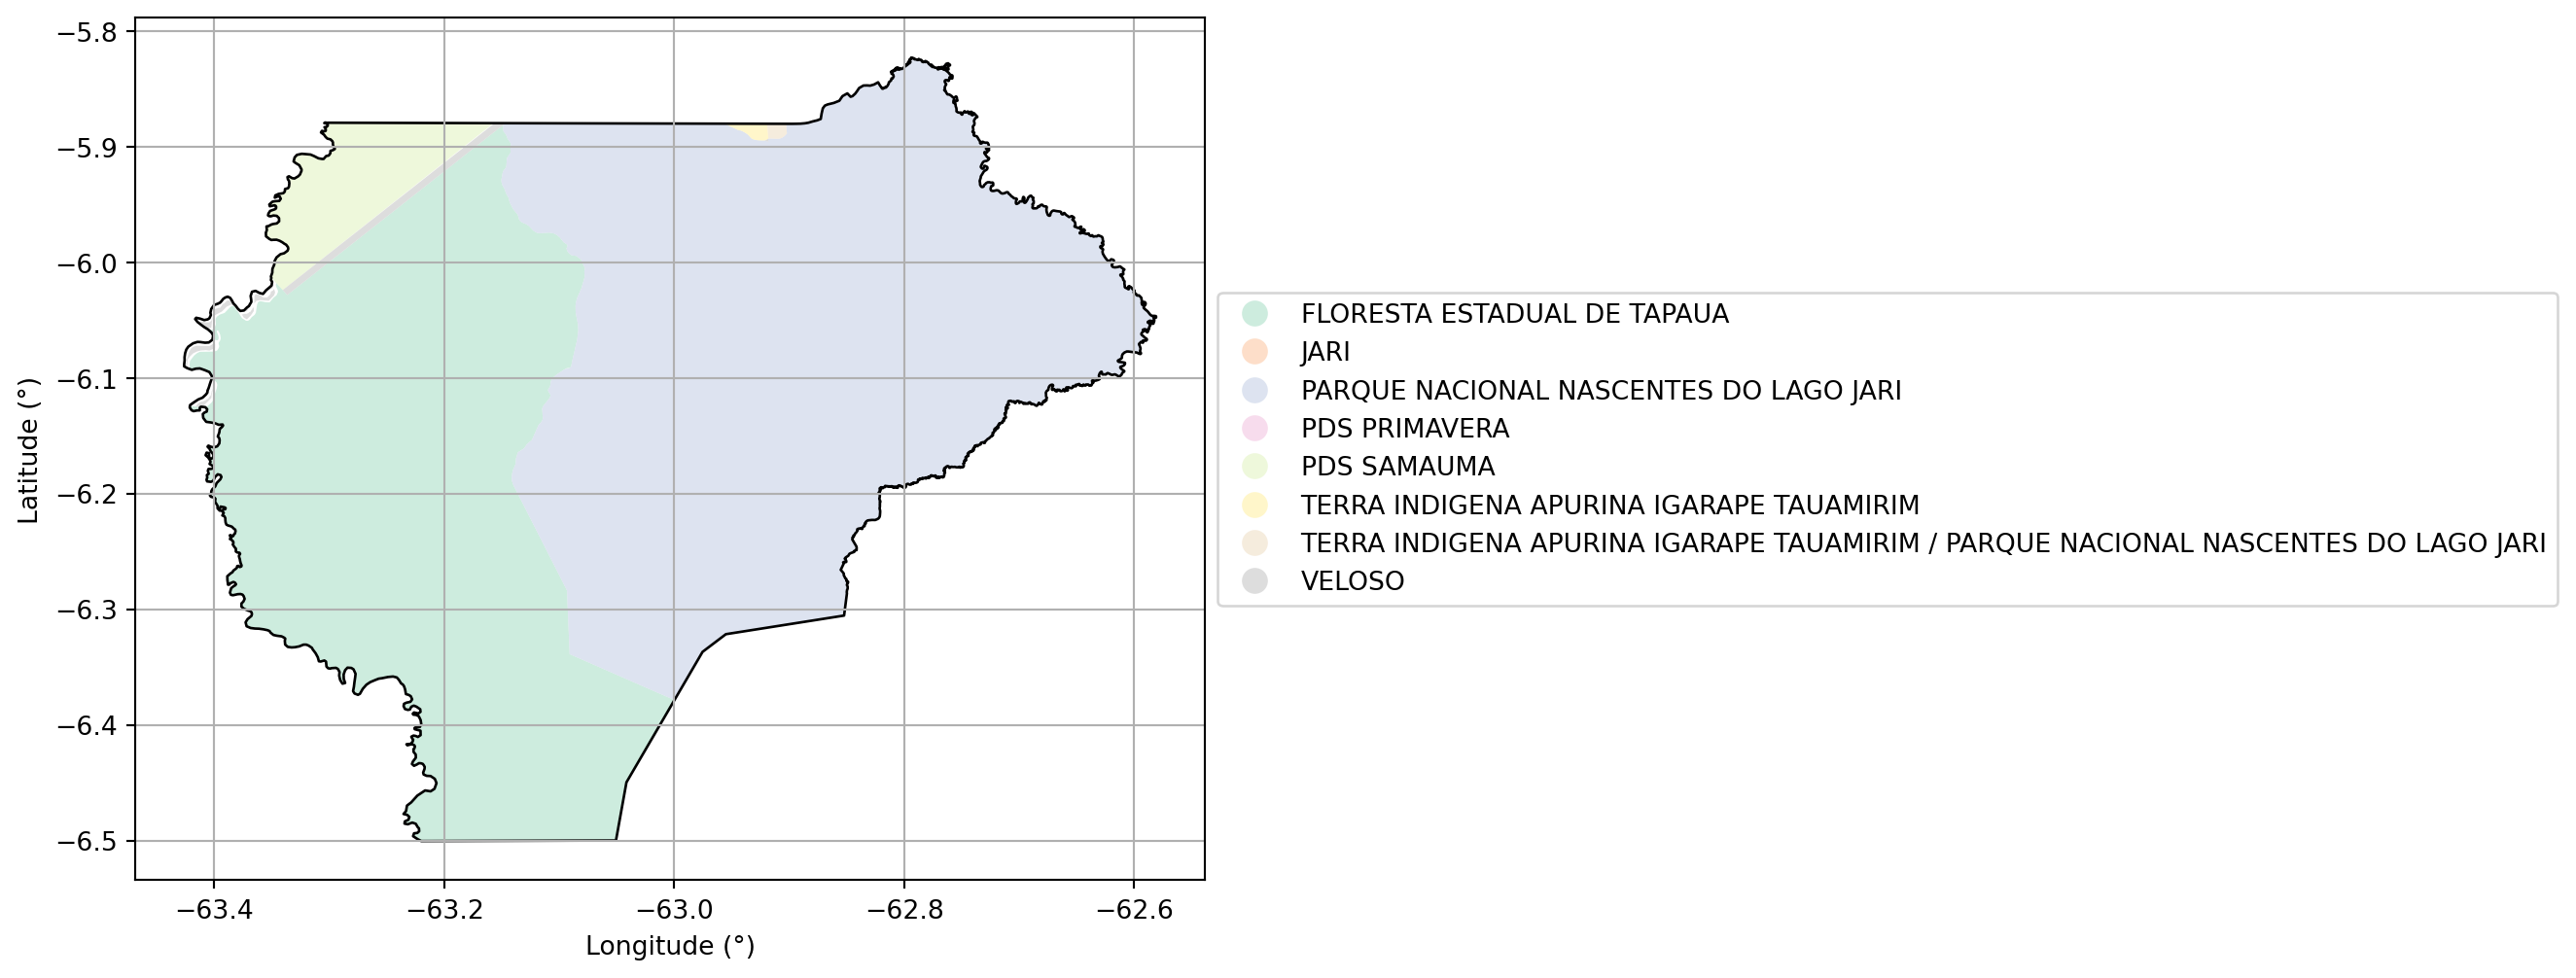 −5.8
−5.9
−6.0
−6.1
−6.2
−6.3
−6.4
−6.5
Latitude (°)
−63.4 −63.2 −63.0 −62.8 −62.6
Longitude (°)
FLORESTA ESTADUAL DE TAPAUA
JARI
PARQUE NACIONAL NASCENTES DO LAGO JARI
PDS PRIMAVERA
PDS SAMAUMA
TERRA INDIGENA APURINA IGARAPE TAUAMIRIM
TERRA INDIGENA APURINA IGARAPE TAUAMIRIM / PARQUE NACIONAL NASCENTES DO LAGO JARI
VELOSO